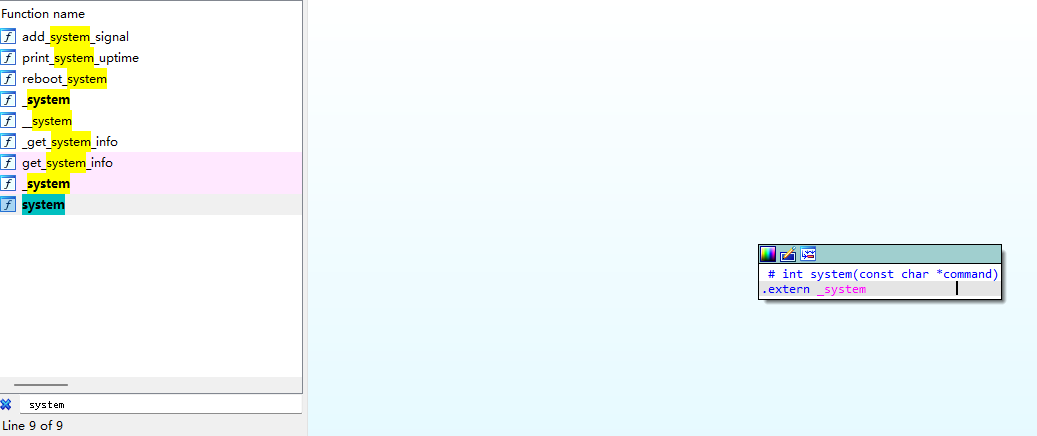 Function name
add_system_signal
print_system_uptime
reboot_system
_system
__system
_get_system_info
get_system_info
_system
system
system
Line 9 of 9
# int system(const char *command)
.extern _system